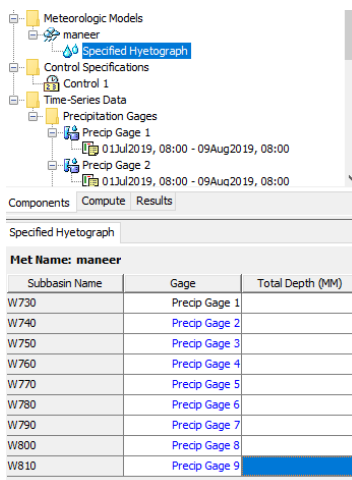 Meteorologic Models
maneer
Specified Hyetograph
Control Specifications
Control 1
Time-Series Data
Precipitation Gages
Precip Gage 1
01Jul2019, 08:00 - 09Aug2019, 08:00
Precip Gage 2
01Jul2019, 08:00 - 09Aug2019, 08:00
Components Compute Results
Specified Hyetograph
Met Name: maneer
Subbasin Name Gage Total Depth (MM)
W730 Precip Gage 1
W740 Precip Gage 2
W750 Precip Gage 3
W760 Precip Gage 4
W770 Precip Gage 5
W780 Precip Gage 6
W790 Precip Gage 7
W800 Precip Gage 8
W810 Precip Gage 9